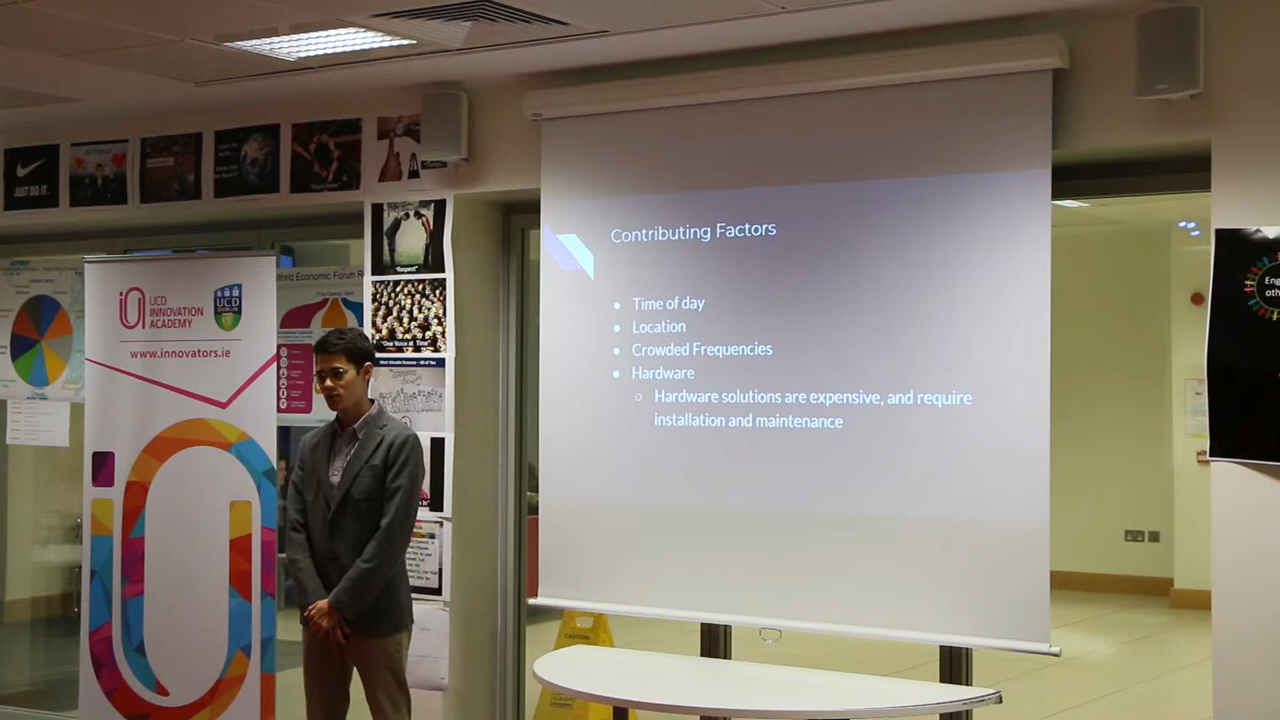 JUST DO IT.
"Respect"
"One Voice at a Time"
World Economic Forum
UCD
INNOVATION
ACADEMY
UCD
DUBLIN
www.innovators.ie
Contributing Factors
Time of day
Location
Crowded Frequencies
Hardware
Hardware solutions are expensive, and require
installation and maintenance
CAUTION